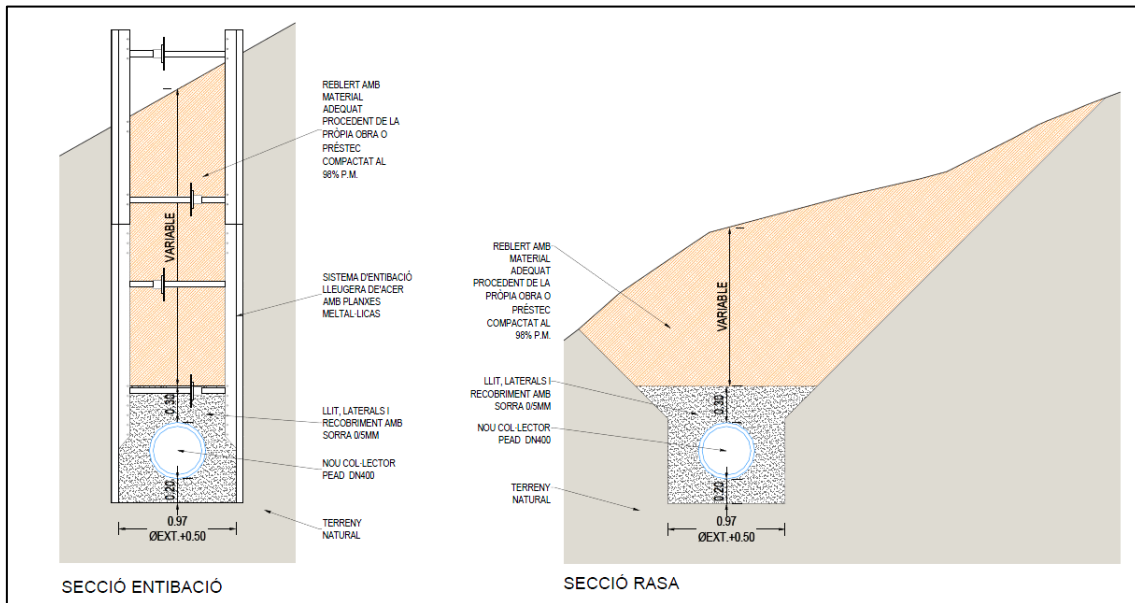 REBLERT AMB
MATERIAL
ADEQUAT
PROCEDENT DE LA
PRÒPIA OBRA O
PRÉSTEC
COMPACTAT AL
98% P.M.
VARIABLE
SISTEMA D'ENTIBACIÓ
LLEUGERA D'ACER
AMB PLANXES
MELTAL·LICAS
0.30
LLIT, LATERALS I
RECOBRIMENT AMB
SORRA 0/5MM
NOU COL·LECTOR
PEAD DN400
0.20
0.97
ØEXT.+0.50
TERRENY
NATURAL
SECCIÓ ENTIBACIÓ
REBLERT AMB
MATERIAL
ADEQUAT
PROCEDENT DE LA
PRÒPIA OBRA O
PRÉSTEC
COMPACTAT AL
98% P.M.
VARIABLE
LLIT, LATERALS I
RECOBRIMENT AMB
SORRA 0/5MM
0.30
NOU COL·LECTOR
PEAD DN400
0.20
TERRENY
NATURAL
0.97
ØEXT.+0.50
SECCIÓ RASA